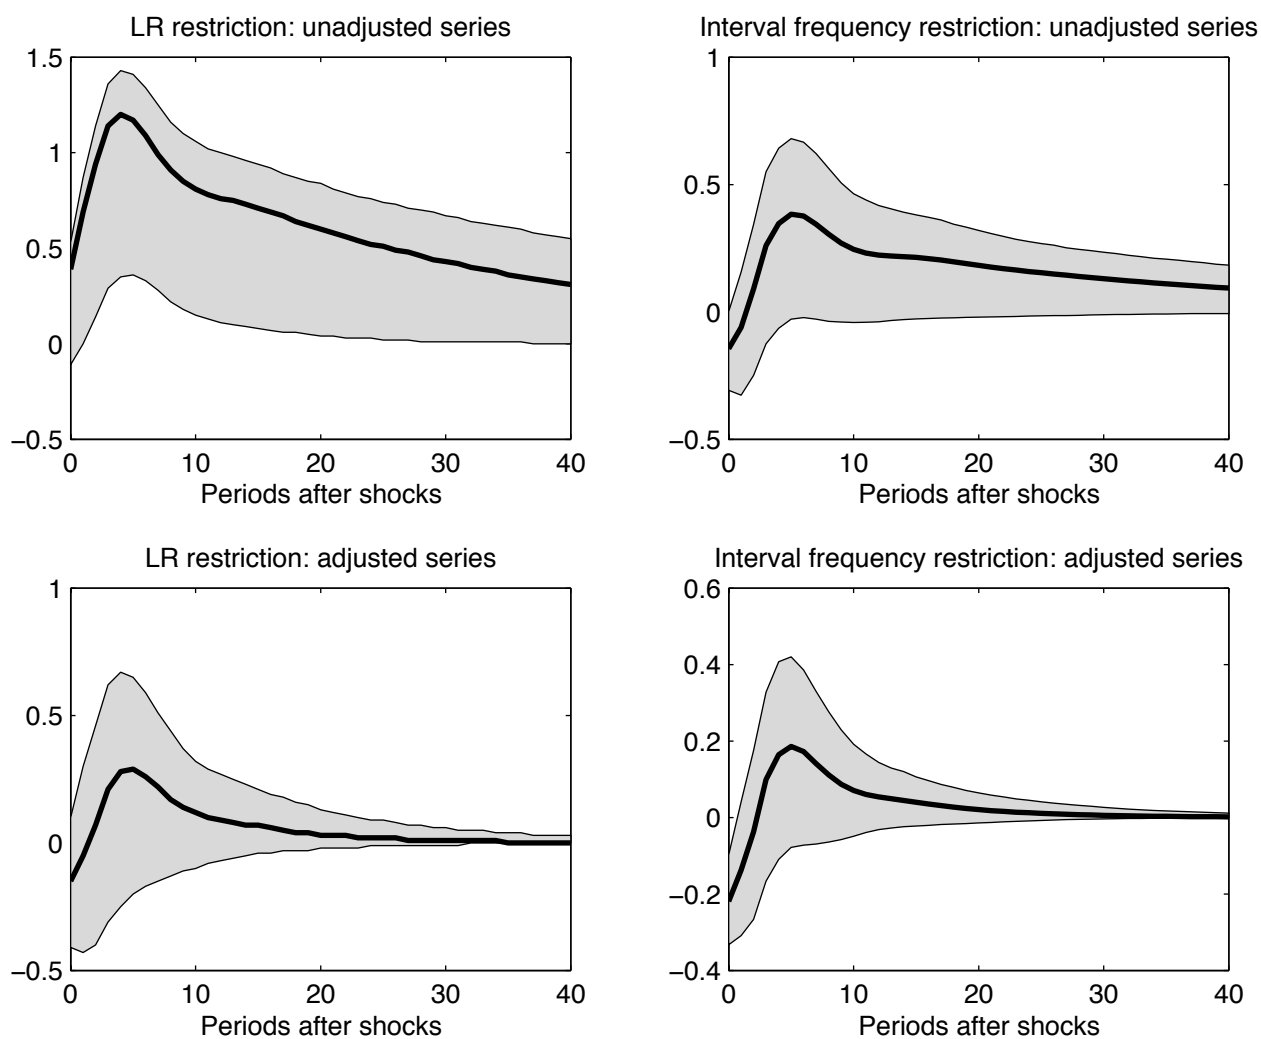 LR restriction: unadjusted series
1.5
1
0.5
0
−0.5
0 10 20 30 40
Periods after shocks
Interval frequency restriction: unadjusted series
1
0.5
0
−0.5
0 10 20 30 40
Periods after shocks
LR restriction: adjusted series
1
0.5
0
−0.5
0 10 20 30 40
Periods after shocks
Interval frequency restriction: adjusted series
0.6
0.4
0.2
0
−0.2
−0.4
0 10 20 30 40
Periods after shocks